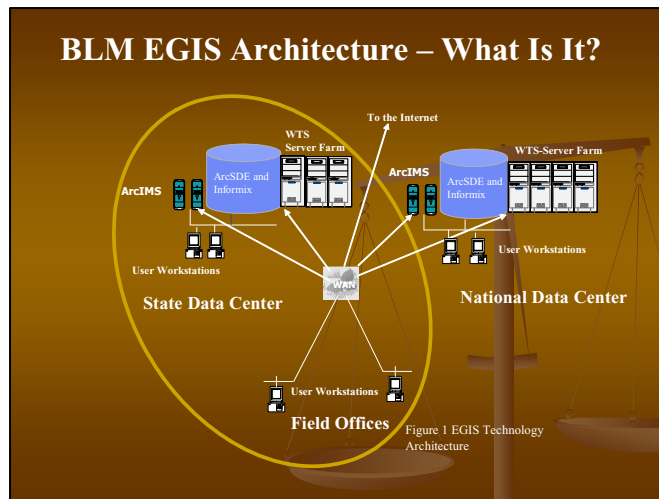 BLM EGIS Architecture – What Is It?
To the Internet
WTS
Server Farm
WTS-Server Farm
ArcIMS
ArcSDE and
Informix
ArcIMS
ArcSDE and
Informix
User Workstations
User Workstations
State Data Center
WAN
National Data Center
User Workstations
Field Offices
Figure 1 EGIS Technology
Architecture